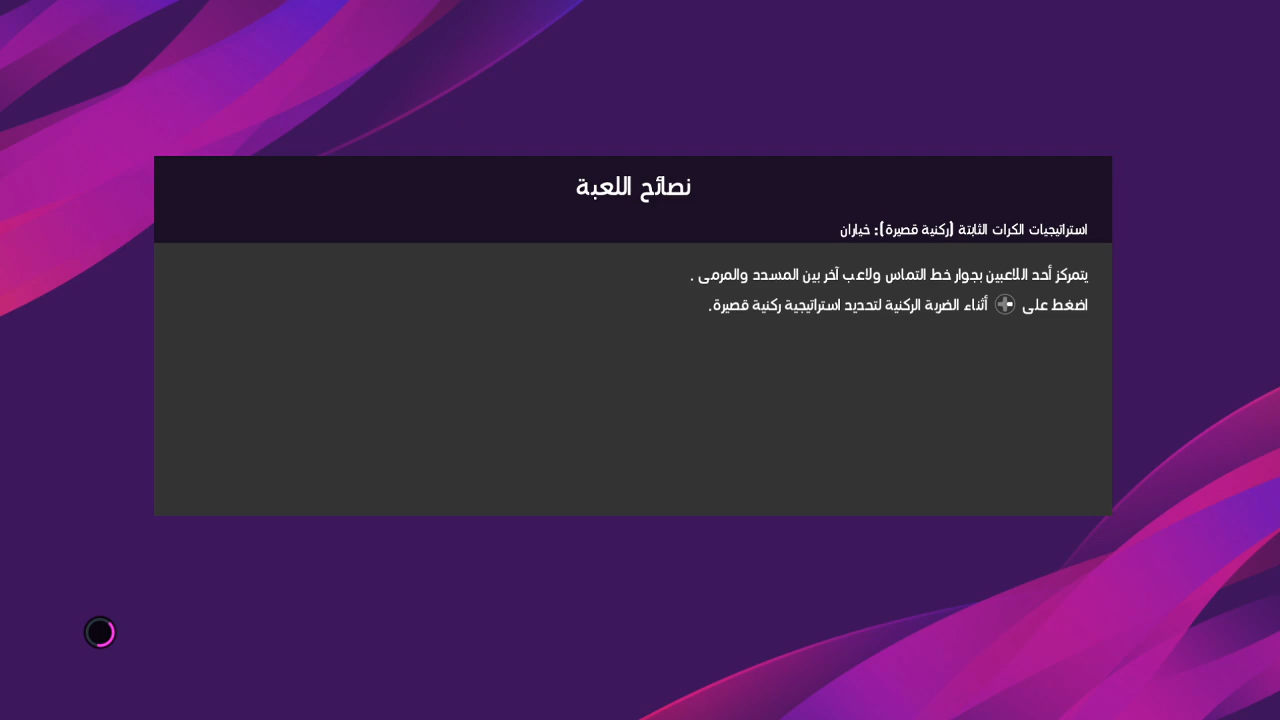 نصائح اللعبة
استراتيجيات الكرات الثابتة (ركنية قصيرة): خياران
يتمركز أحد اللاعبين بجوار خط التماس ولاعب آخر بين المسدد والمرمى .
اضغط على أثناء الضربة الركنية لتحديد استراتيجية ركنية قصيرة.